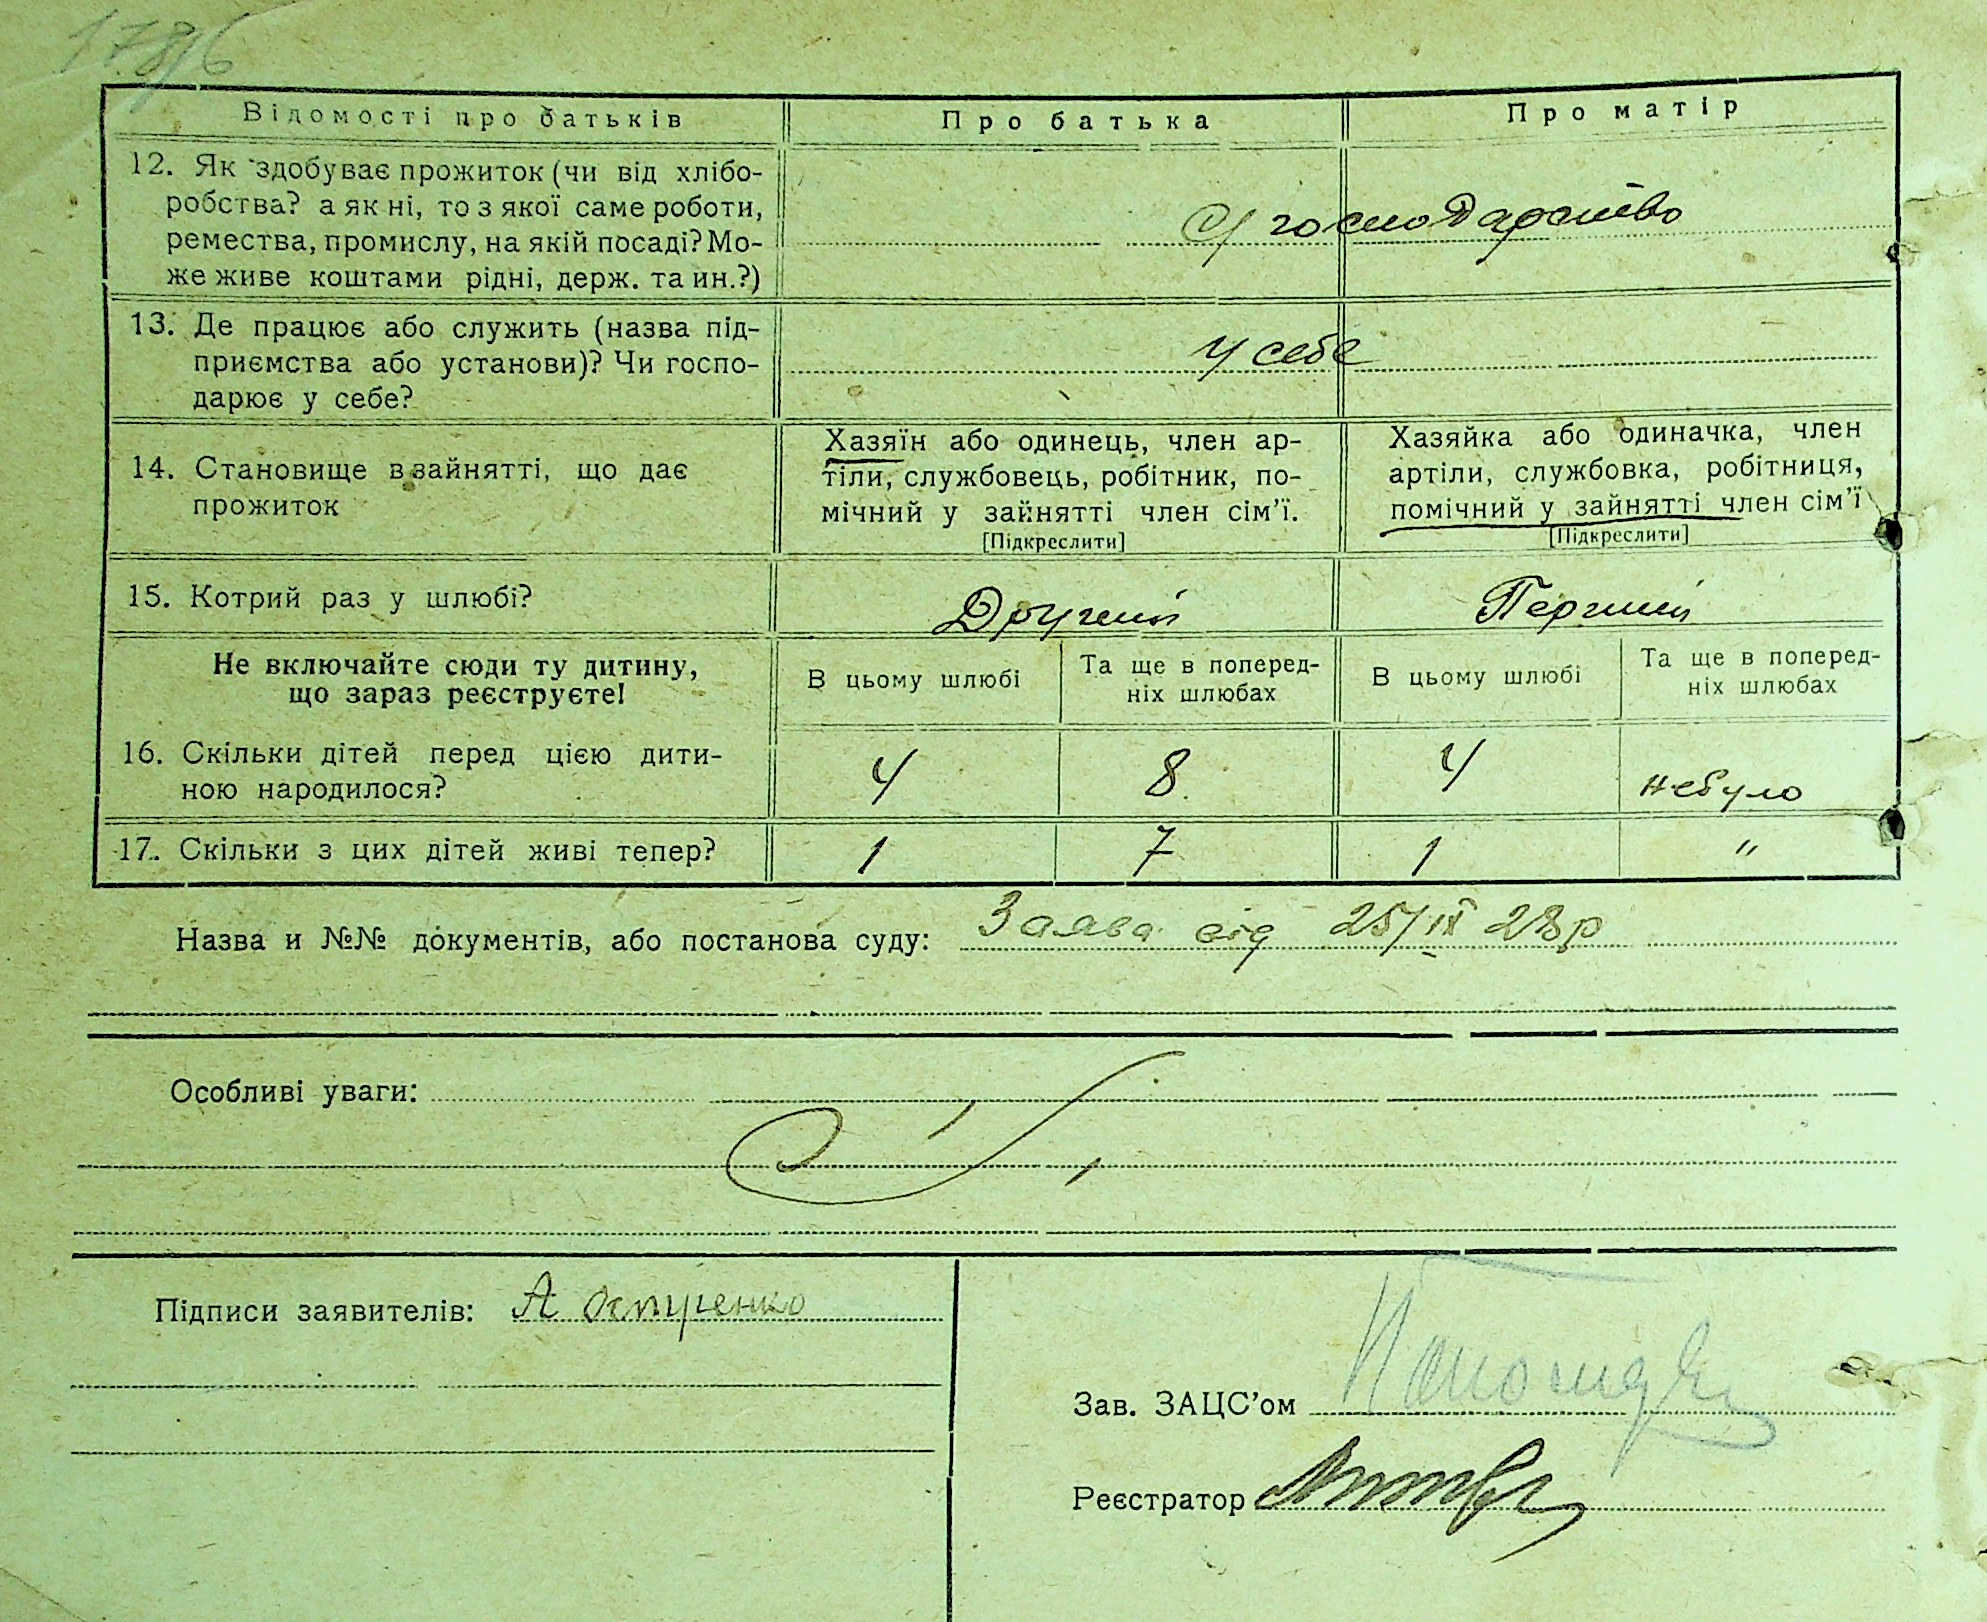 1786
Відомості про батьків
Про батька
Про матір
12. Як здобуває прожиток (чи від хлібо-
робства? а як ні, то з якої саме роботи,
ремества, промислу, на якій посаді? Мо-
же живе коштами рідні, держ. та ин.?)
С/господарство
13. Де працює або служить (назва під-
приємства або установи)? Чи госпо-
дарює у себе?
у себе
14. Становище в зайнятті, що дає
прожиток
Хазяїн або одинець, член ар-
тіли, службовець, робітник, по-
мічний у зайнятті член сім’ї.
[Підкреслити]
Хазяйка або одиначка, член
артіли, службовка, робітниця,
помічний у зайнятті член сім’ї
[Підкреслити]
15. Котрий раз у шлюбі?
Другий
Перший
Не включайте сюди ту дитину,
що зараз реєструєте!
В цьому шлюбі
Та ще в поперед-
ніх шлюбах
В цьому шлюбі
Та ще в поперед-
ніх шлюбах
16. Скільки дітей перед цією дити-
ною народилося?
4
8
4
небуло
17. Скільки з цих дітей живі тепер?
1
7
1
"
Назва и №№ документів, або постанова суду: Заява від 25/IX 28р
Особливі уваги:
Підписи заявителів: А
Зав. ЗАЦС’ом
Реєстратор